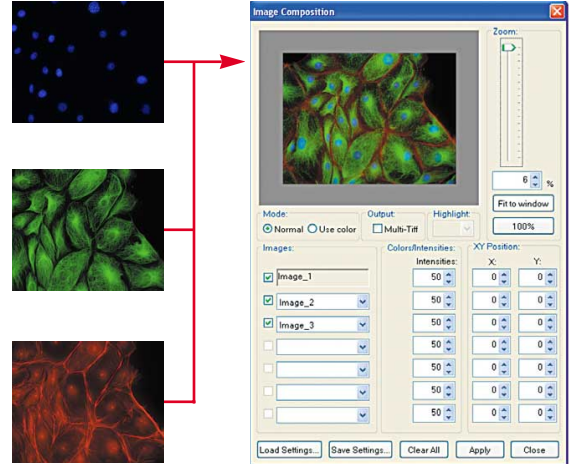 Image Composition
Zoom:
6 %
Fit to window
100%
Mode:
Normal Use color
Output:
Multi-Tiff
Highlight:
Images:
Colors/Intensities:
XY Position:
Intensities: X: Y:
Image_1 50 0 0
Image_2 50 0 0
Image_3 50 0 0
50 0 0
50 0 0
50 0 0
50 0 0
Load Settings... Save Settings... Clear All Apply Close